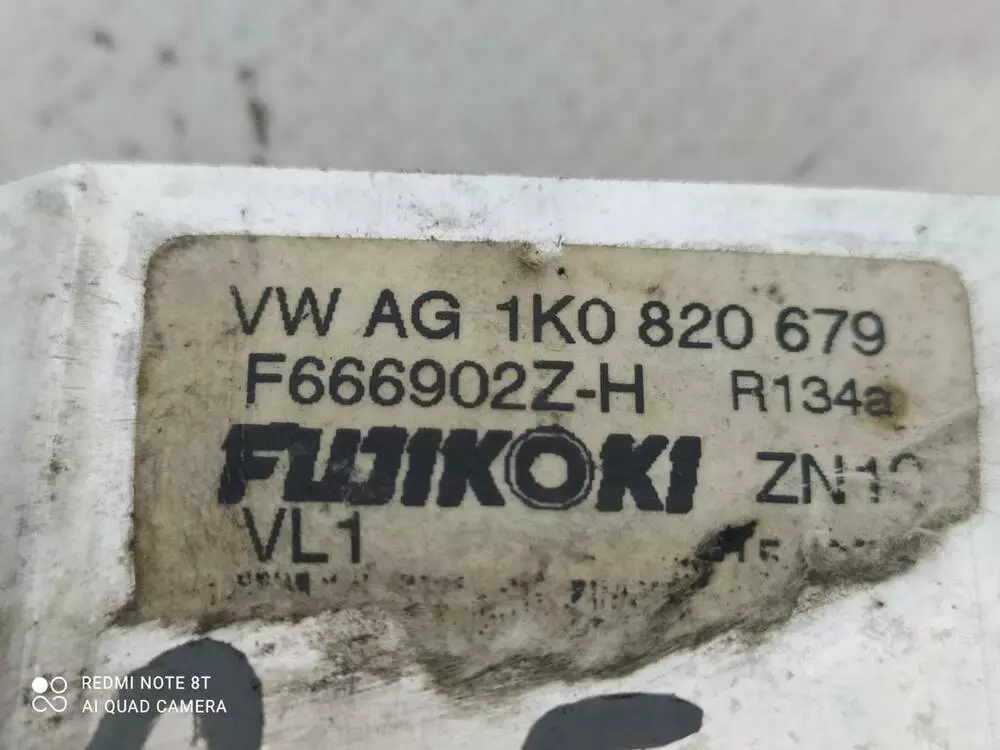 VW AG 1K0 820 679
F666902Z-H R134a
FUJIKOKI
VL1
REDMI NOTE 8T
AI QUAD CAMERA